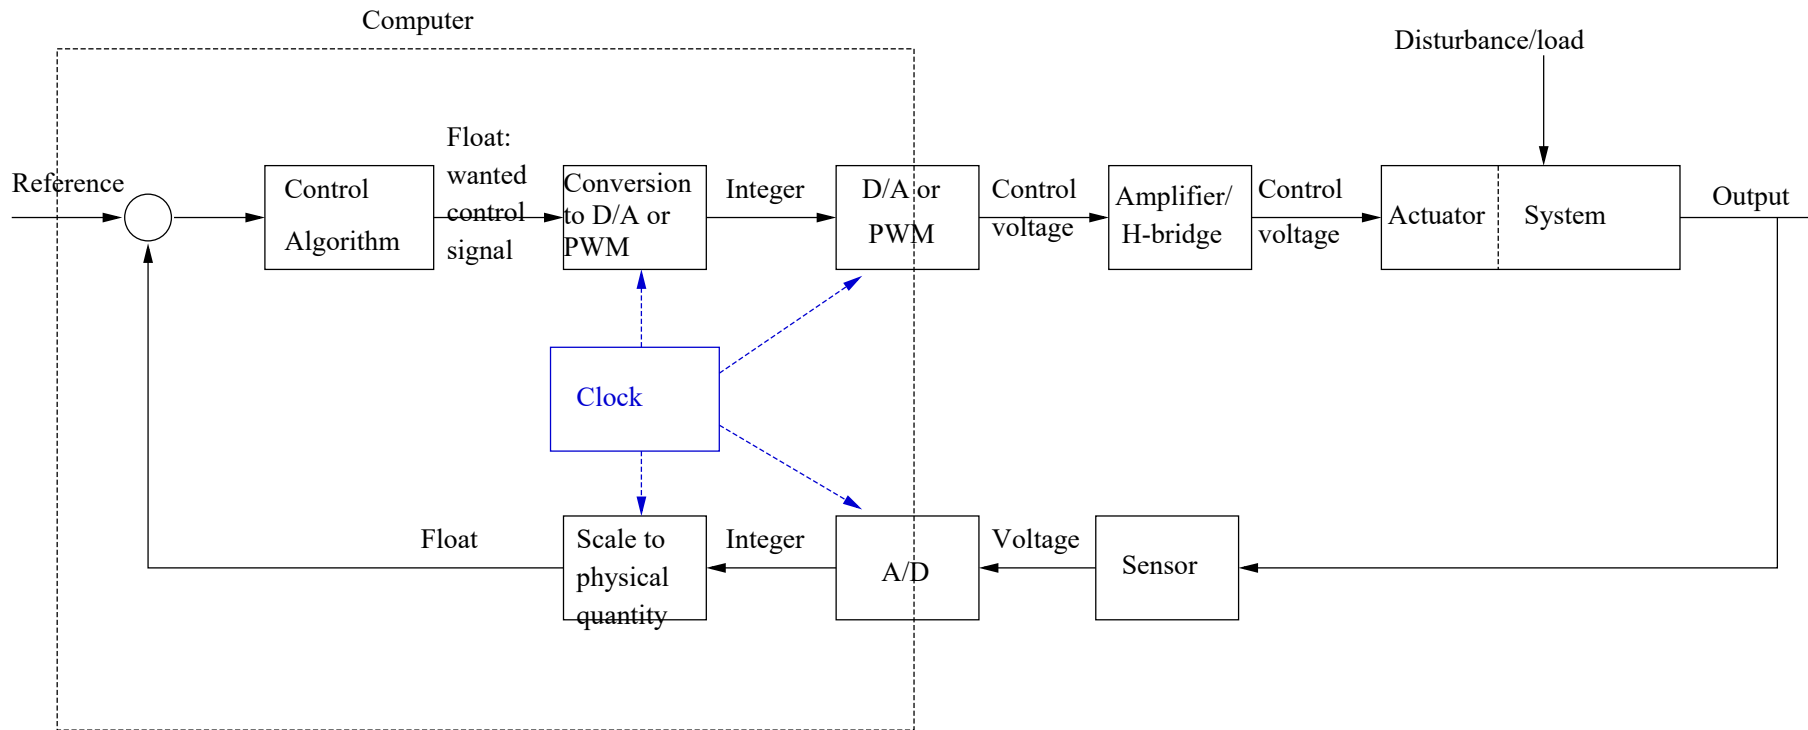 Computer
Disturbance/load
Reference
Control
Algorithm
Float:
wanted
control
signal
Conversion
to D/A or
PWM
Integer
D/A or
PWM
Control
voltage
Amplifier/
H-bridge
Control
voltage
Actuator
System
Output
Clock
Float
Scale to
physical
quantity
Integer
A/D
Voltage
Sensor